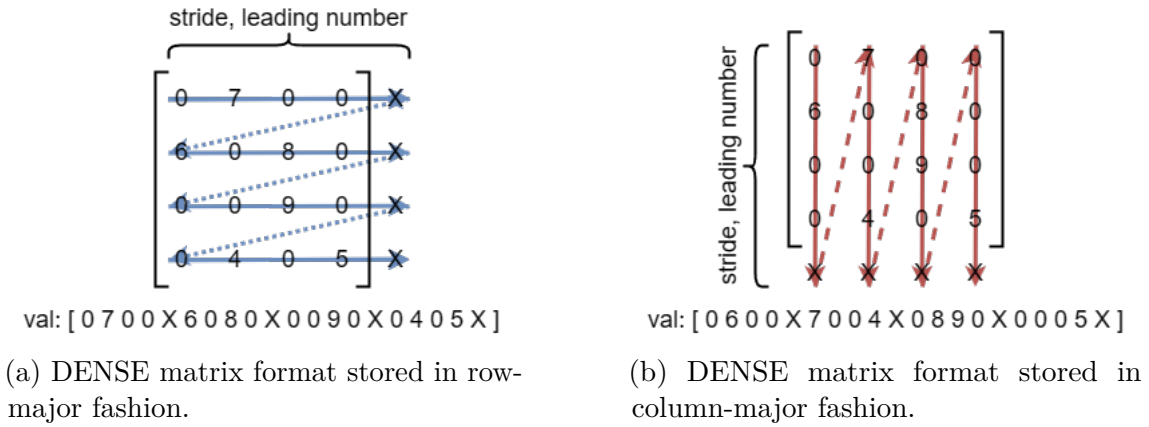 stride, leading number
0 7 0 0 X
6 0 8 0 X
0 0 9 0 X
0 4 0 5 X
val: [ 0 7 0 0 X 6 0 8 0 X 0 0 9 0 X 0 4 0 5 X ]
(a) DENSE matrix format stored in row-
major fashion.
stride, leading number
0 7 0 0
6 0 8 0
0 0 9 0
0 4 0 5
X X X X
val: [ 0 6 0 0 X 7 0 0 4 X 0 8 9 0 X 0 0 0 5 X ]
(b) DENSE matrix format stored in
column-major fashion.